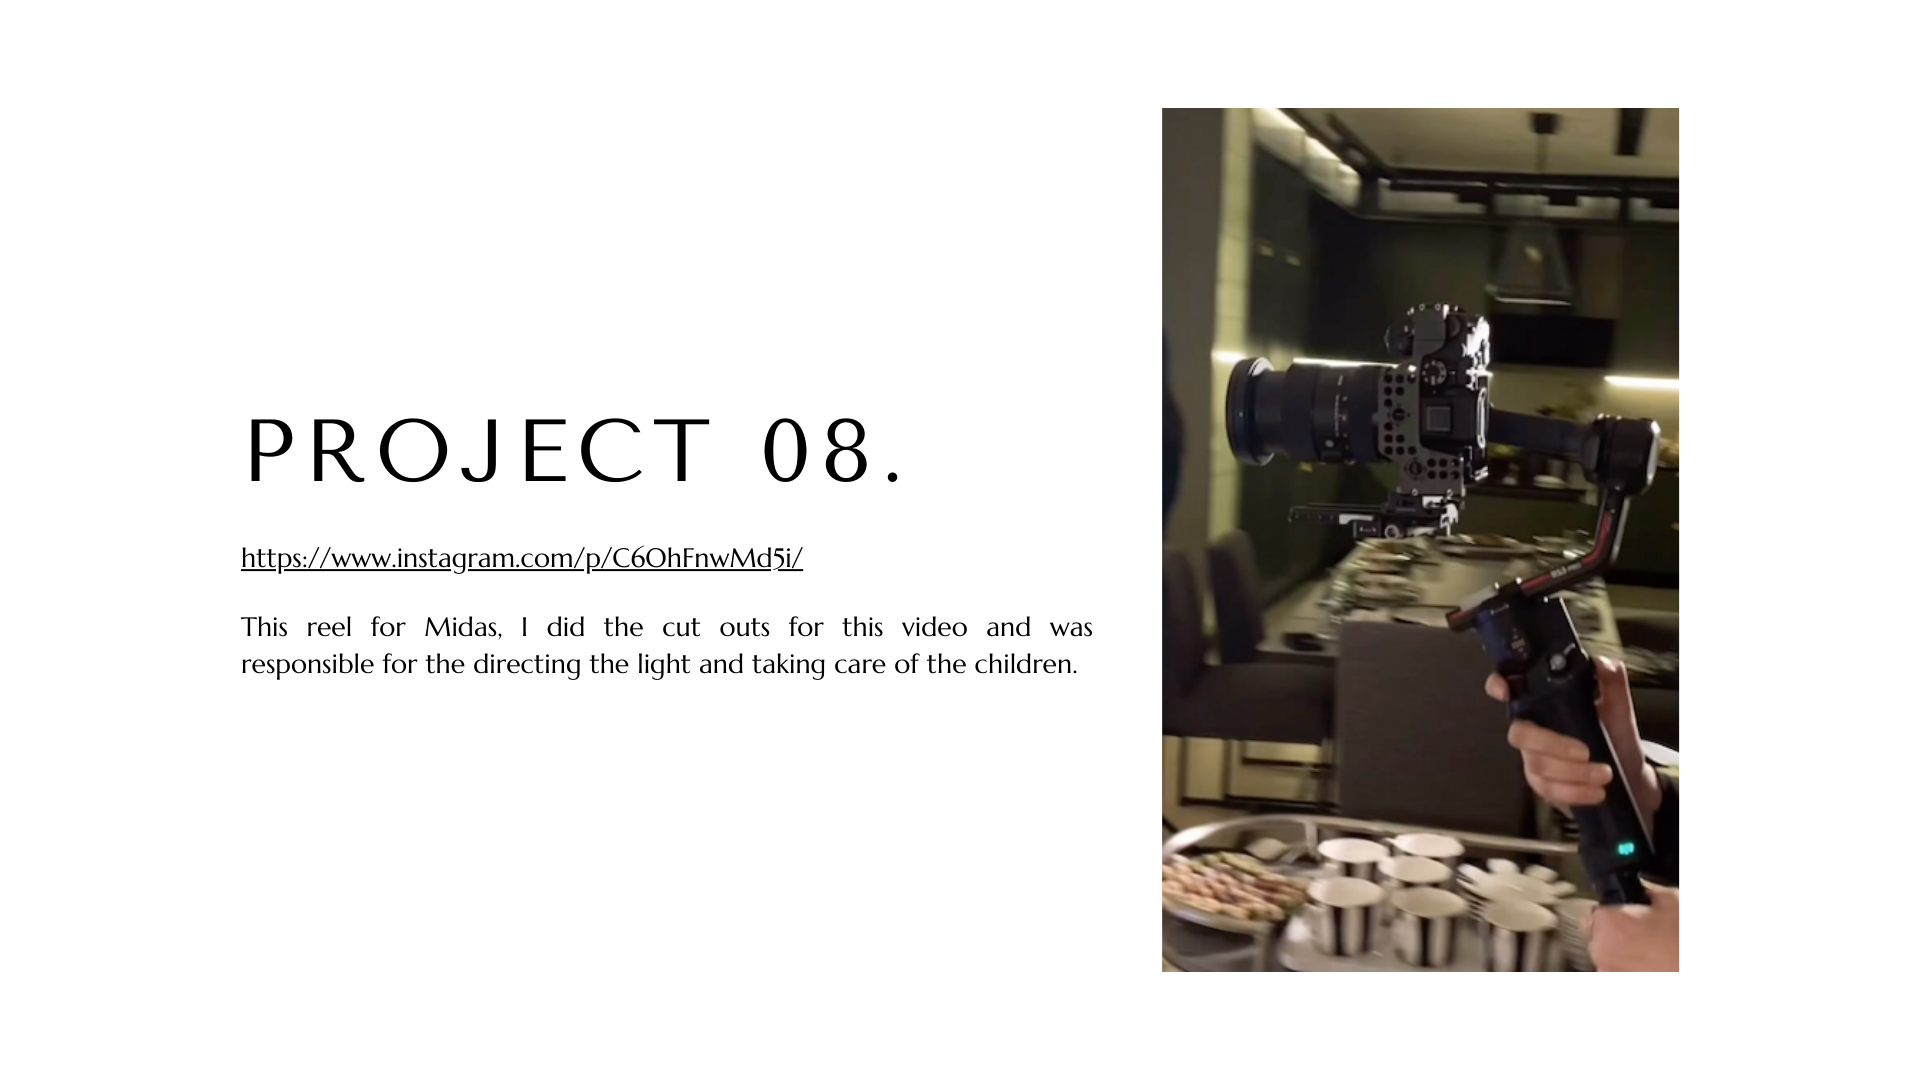 PROJECT 08.
https://www.instagram.com/p/C6OhFnwMd5i/
This reel for Midas, I did the cut outs for this video and was
responsible for the directing the light and taking care of the children.